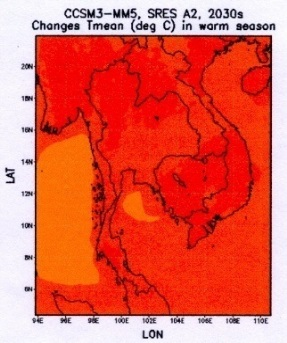 CCSM3-MM5, SRES A2, 2030s
Changes Tmean (deg C) in warm season
20N
18N
16N
14N
12N
10N
8N
6N
LAT
94E 96E 98E 100E 102E 104E 106E 108E 110E
LON